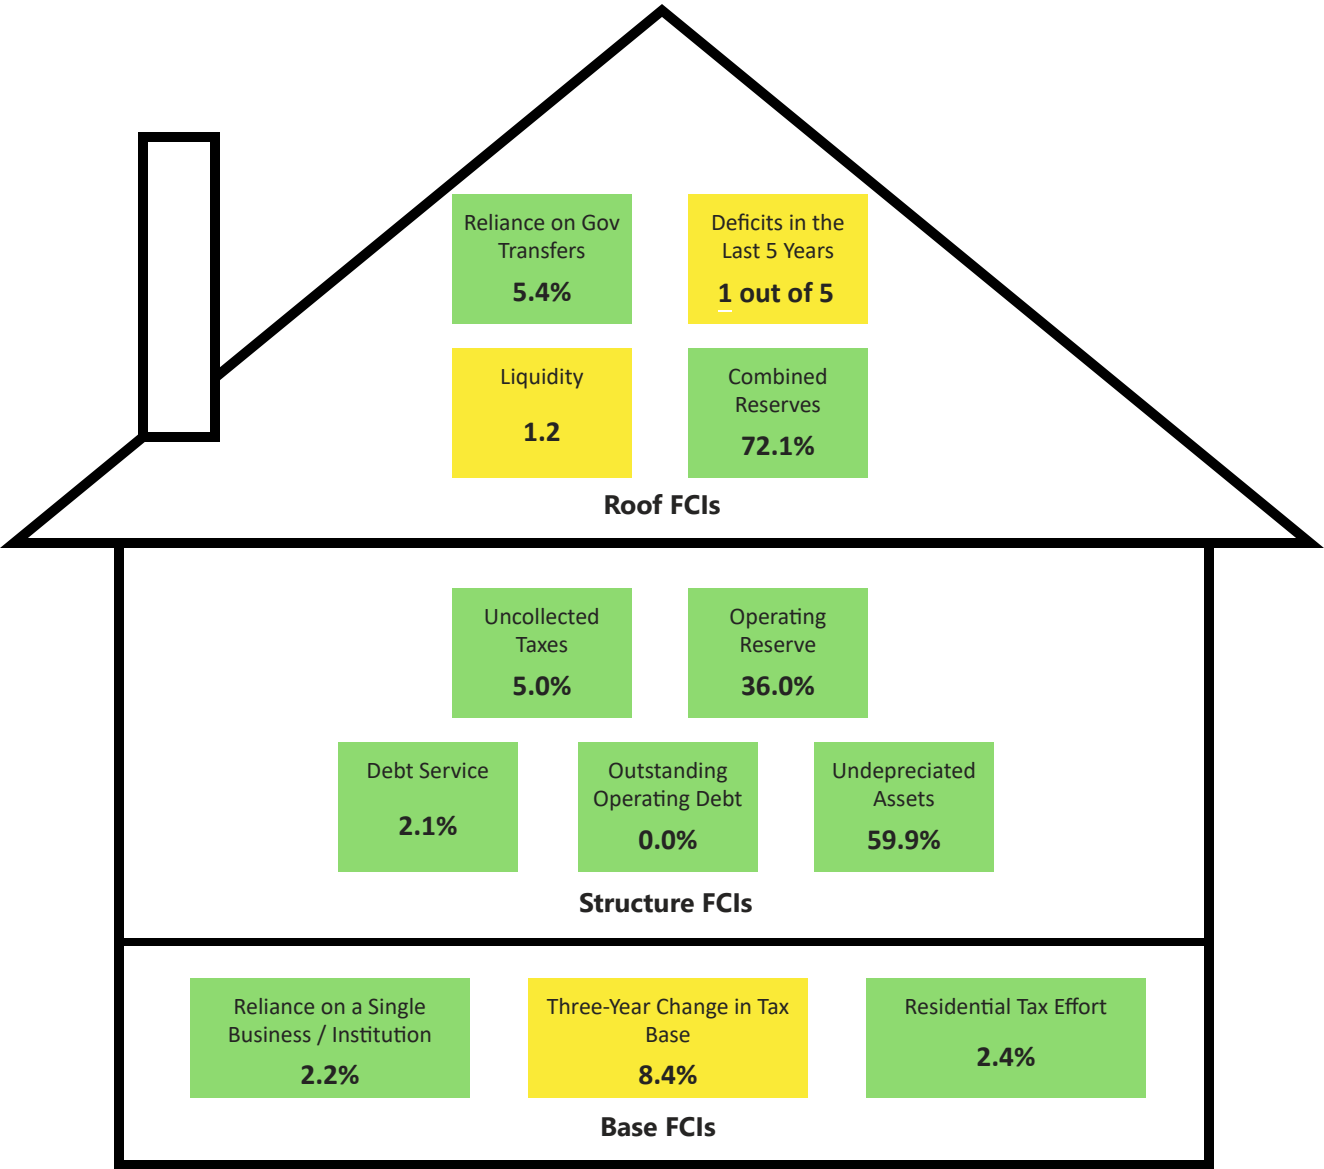 Reliance on Gov
Transfers
5.4%
Deficits in the
Last 5 Years
1 out of 5
Liquidity
1.2
Combined
Reserves
72.1%
Roof FCIs
Uncollected
Taxes
5.0%
Operating
Reserve
36.0%
Debt Service
2.1%
Outstanding
Operating Debt
0.0%
Undepreciated
Assets
59.9%
Structure FCIs
Reliance on a Single
Business / Institution
2.2%
Three-Year Change in Tax
Base
8.4%
Residential Tax Effort
2.4%
Base FCIs